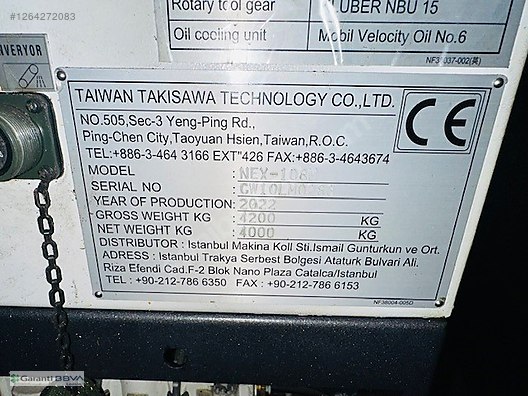 #1264272083
Rotary tro! gear KLUBER NBU 15
Oil cooling unit Mobil Velocity Oil No.6
NVERYOR
TAIWAN TAKISAWA TECHNOLOGY CO.,LTD.
CE
NO.505,Sec-3 Yeng-Ping Rd.,
Ping-Chen City,Taoyuan Hsien,Taiwan,R.O.C.
TEL:+886-3-464 3166 EXT"426 FAX:+886-3-4643674
MODEL :
SERIAL NO :
YEAR OF PRODUCTION: 2022
GROSS WEIGHT KG : 4200 KG
NET WEIGHT KG : 4000 KG
DISTRIBUTOR : Istanbul Makina Koll Sti.Ismail Gunturkun ve Ort.
ADRESS : Istanbul Trakya Serbest Bolgesi Ataturk Bulvari Ali.
Riza Efendi Cad.F-2 Blok Nano Plaza Catalca/Istanbul
TEL : +90-212-786 6350 FAX : +90-212-786 6153
NF36004-005D
Garanti BBVA